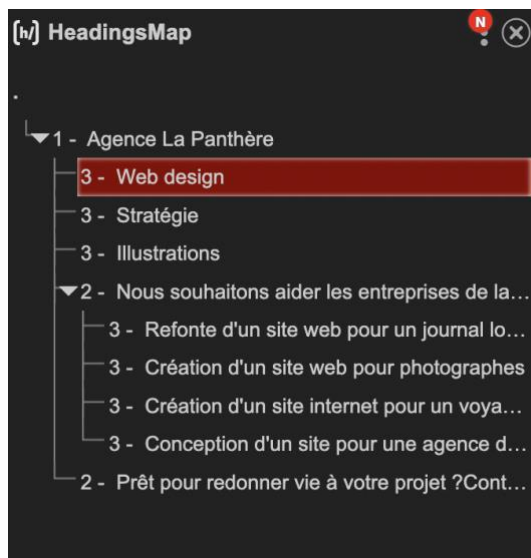 [h/] HeadingsMap
N
.
1 - Agence La Panthère
3 - Web design
3 - Stratégie
3 - Illustrations
2 - Nous souhaitons aider les entreprises de la…
3 - Refonte d'un site web pour un journal lo…
3 - Création d'un site web pour photographes
3 - Création d'un site internet pour un voya…
3 - Conception d'un site pour une agence d…
2 - Prêt pour redonner vie à votre projet ?Cont…